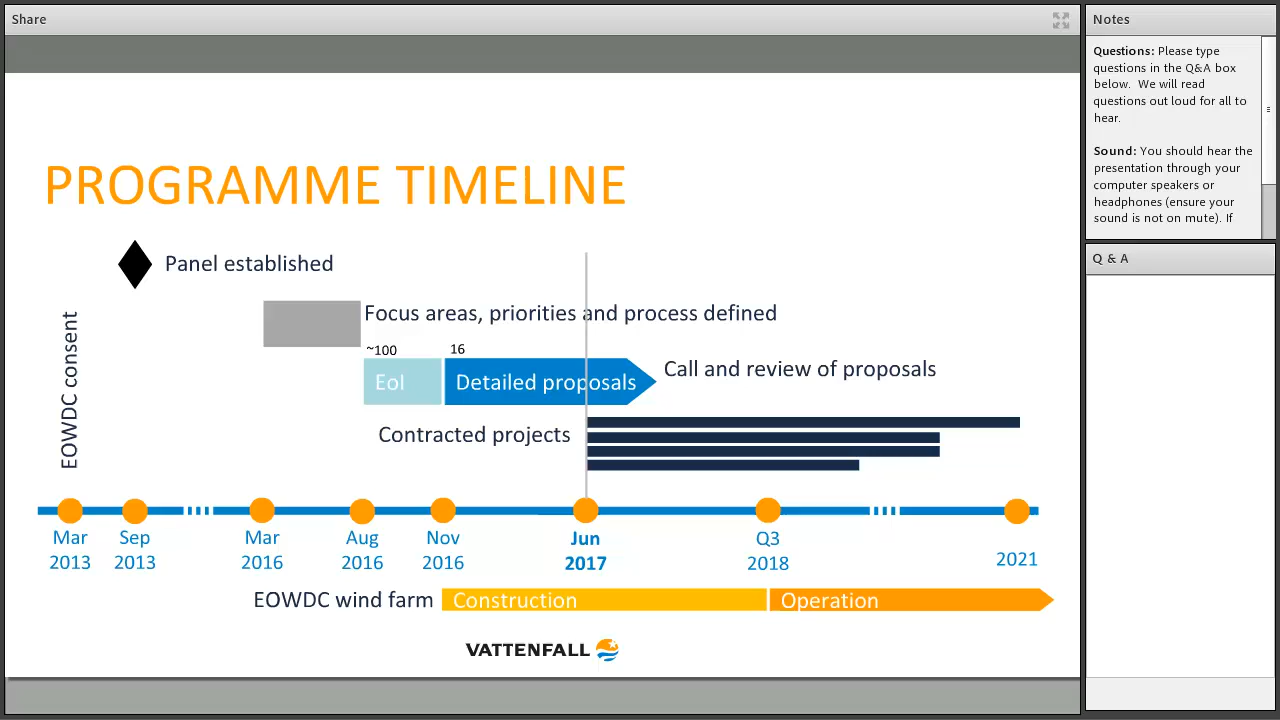 Share
PROGRAMME TIMELINE
Panel established
EOWDC consent
Focus areas, priorities and process defined
~100
16
EoI
Detailed proposals
Call and review of proposals
Contracted projects
Mar
2013
Sep
2013
Mar
2016
Aug
2016
Nov
2016
Jun
2017
Q3
2018
2021
EOWDC wind farm
Construction
Operation
VATTENFALL
Notes
Questions: Please type
questions in the Q&A box
below.  We will read
questions out loud for all to
hear.
Sound: You should hear the
presentation through your
computer speakers or
headphones (ensure your
sound is not on mute). If
Q & A